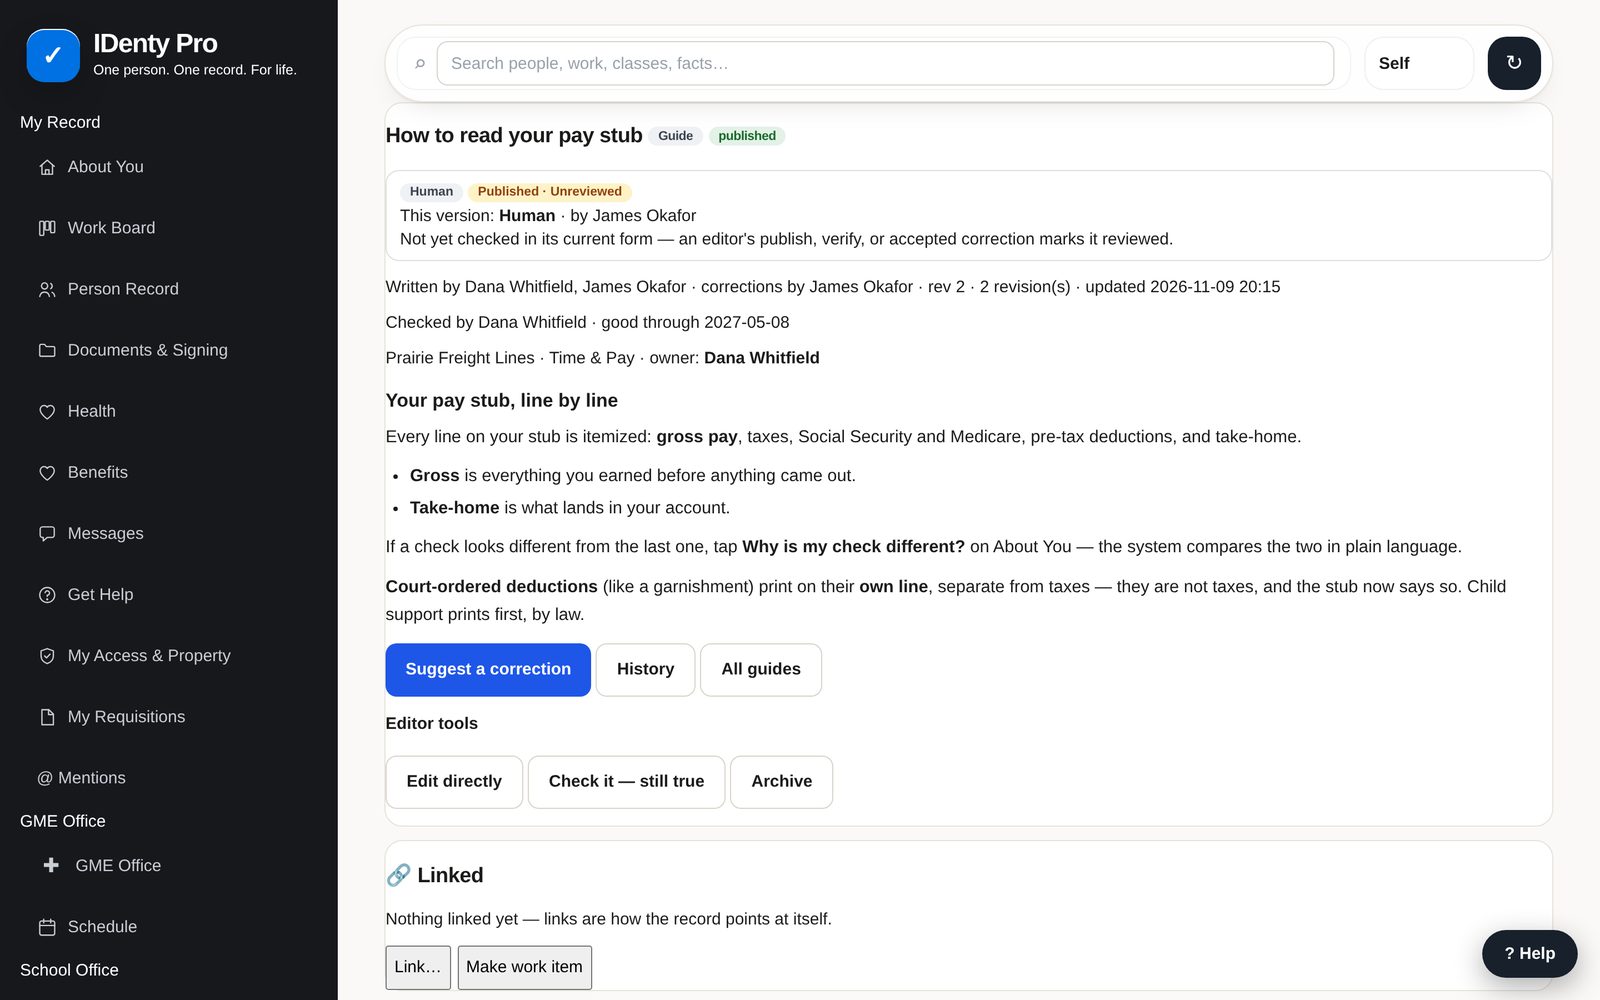 ✓ IDenty Pro
One person. One record. For life.
My Record
About You
Work Board
Person Record
Documents & Signing
Health
Benefits
Messages
Get Help
My Access & Property
My Requisitions
@ Mentions
GME Office
GME Office
Schedule
School Office
Search people, work, classes, facts…
Self
How to read your pay stub Guide published
Human Published · Unreviewed
This version: Human · by James Okafor
Not yet checked in its current form — an editor's publish, verify, or accepted correction marks it reviewed.
Written by Dana Whitfield, James Okafor · corrections by James Okafor · rev 2 · 2 revision(s) · updated 2026-11-09 20:15
Checked by Dana Whitfield · good through 2027-05-08
Prairie Freight Lines · Time & Pay · owner: Dana Whitfield
Your pay stub, line by line
Every line on your stub is itemized: gross pay, taxes, Social Security and Medicare, pre-tax deductions, and take-home.
• Gross is everything you earned before anything came out.
• Take-home is what lands in your account.
If a check looks different from the last one, tap Why is my check different? on About You — the system compares the two in plain language.
Court-ordered deductions (like a garnishment) print on their own line, separate from taxes — they are not taxes, and the stub now says so. Child
support prints first, by law.
Suggest a correction History All guides
Editor tools
Edit directly Check it — still true Archive
🔗 Linked
Nothing linked yet — links are how the record points at itself.
Link… Make work item
? Help